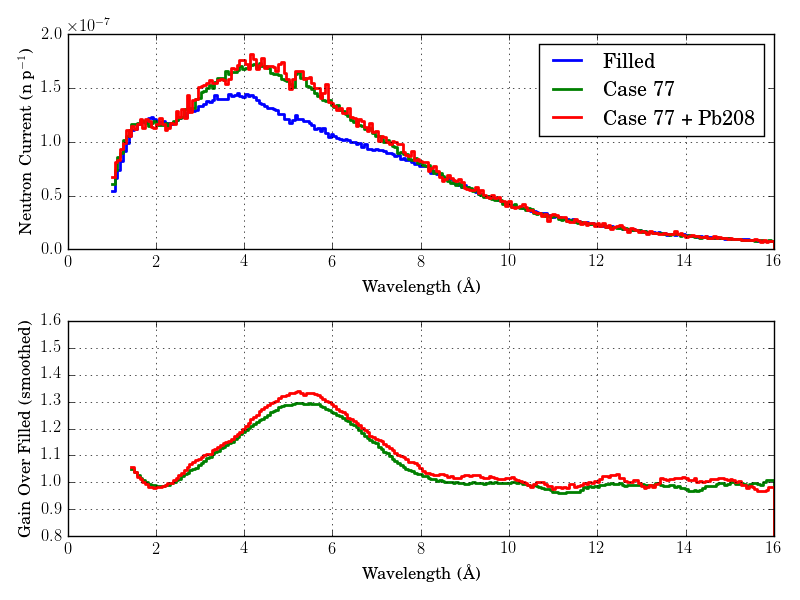 ×10⁻⁷
2.0
1.5
1.0
0.5
0.0
Neutron Current (n p⁻¹)
Filled
Case 77
Case 77 + Pb208
0 2 4 6 8 10 12 14 16
Wavelength (Å)
1.6
1.5
1.4
1.3
1.2
1.1
1.0
0.9
0.8
Gain Over Filled (smoothed)
0 2 4 6 8 10 12 14 16
Wavelength (Å)